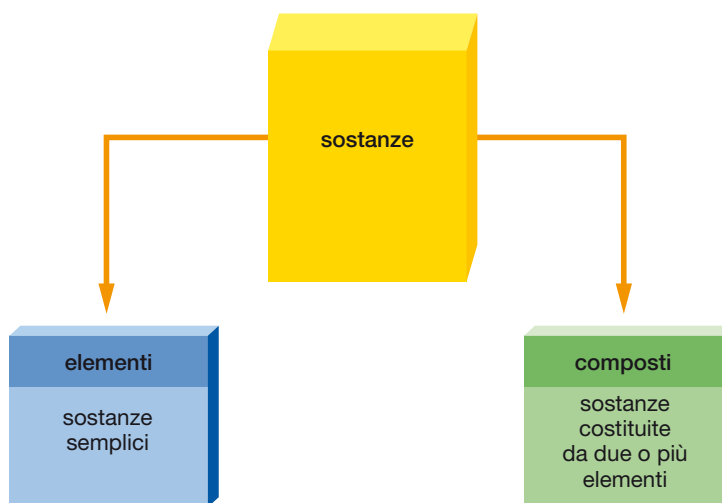 sostanze
elementi
sostanze
semplici
composti
sostanze
costituite
da due o più
elementi